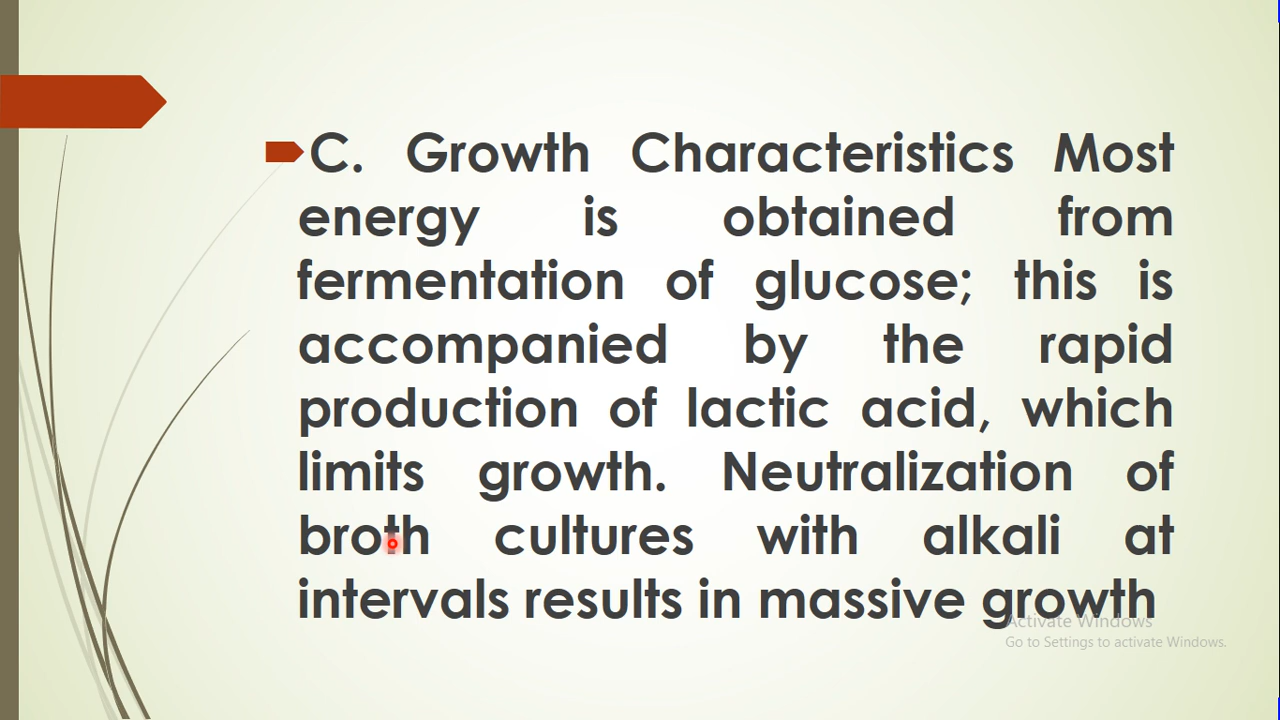 C. Growth Characteristics Most
energy is obtained from
fermentation of glucose; this is
accompanied by the rapid
production of lactic acid, which
limits growth. Neutralization of
broth cultures with alkali at
intervals results in massive growth
Activate Windows
Go to Settings to activate Windows.